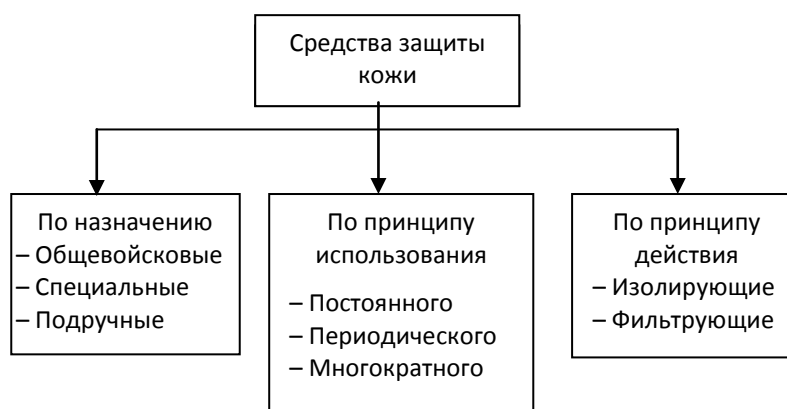 Средства защиты
кожи
По назначению
– Общевойсковые
– Специальные
– Подручные
По принципу
использования
– Постоянного
– Периодического
– Многократного
По принципу
действия
– Изолирующие
– Фильтрующие